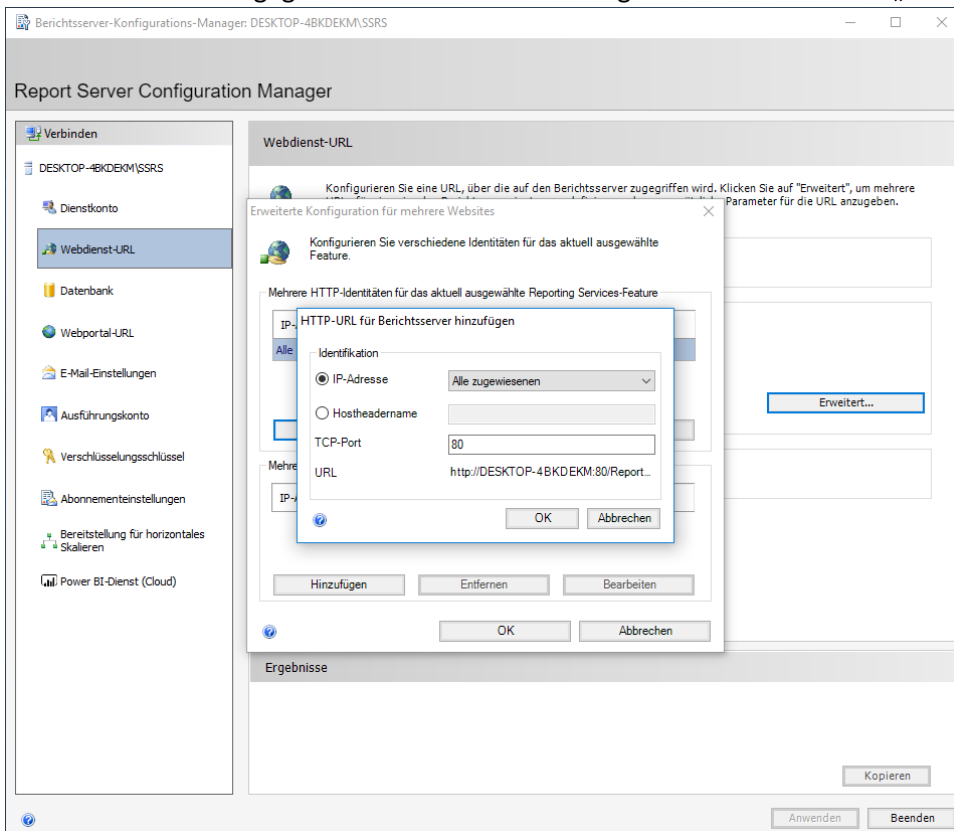 Berichtsserver-Konfigurations-Manager: DESKTOP-4BKDEKM\SSRS
Report Server Configuration Manager
Verbinden
DESKTOP-4BKDEKM\SSRS
Dienstkonto
Webdienst-URL
Datenbank
Webportal-URL
E-Mail-Einstellungen
Ausführungskonto
Verschlüsselungsschlüssel
Abonnementeinstellungen
Bereitstellung für horizontales
Skalieren
Power BI-Dienst (Cloud)
Webdienst-URL
Konfigurieren Sie eine URL, über die auf den Berichtsserver zugegriffen wird. Klicken Sie auf "Erweitert", um mehrere
Parameter für die URL anzugeben.
Erweitert...
Erweiterte Konfiguration für mehrere Websites
Konfigurieren Sie verschiedene Identitäten für das aktuell ausgewählte
Feature.
Mehrere HTTP-Identitäten für das aktuell ausgewählte Reporting Services-Feature
Alle
HTTP-URL für Berichtsserver hinzufügen
Identifikation
IP-Adresse
Alle zugewiesenen
Hostheadername
TCP-Port
80
URL
http://DESKTOP-4BKDEKM:80/Report...
OK
Abbrechen
Hinzufügen
Entfernen
Bearbeiten
OK
Abbrechen
Ergebnisse
Kopieren
Anwenden
Beenden